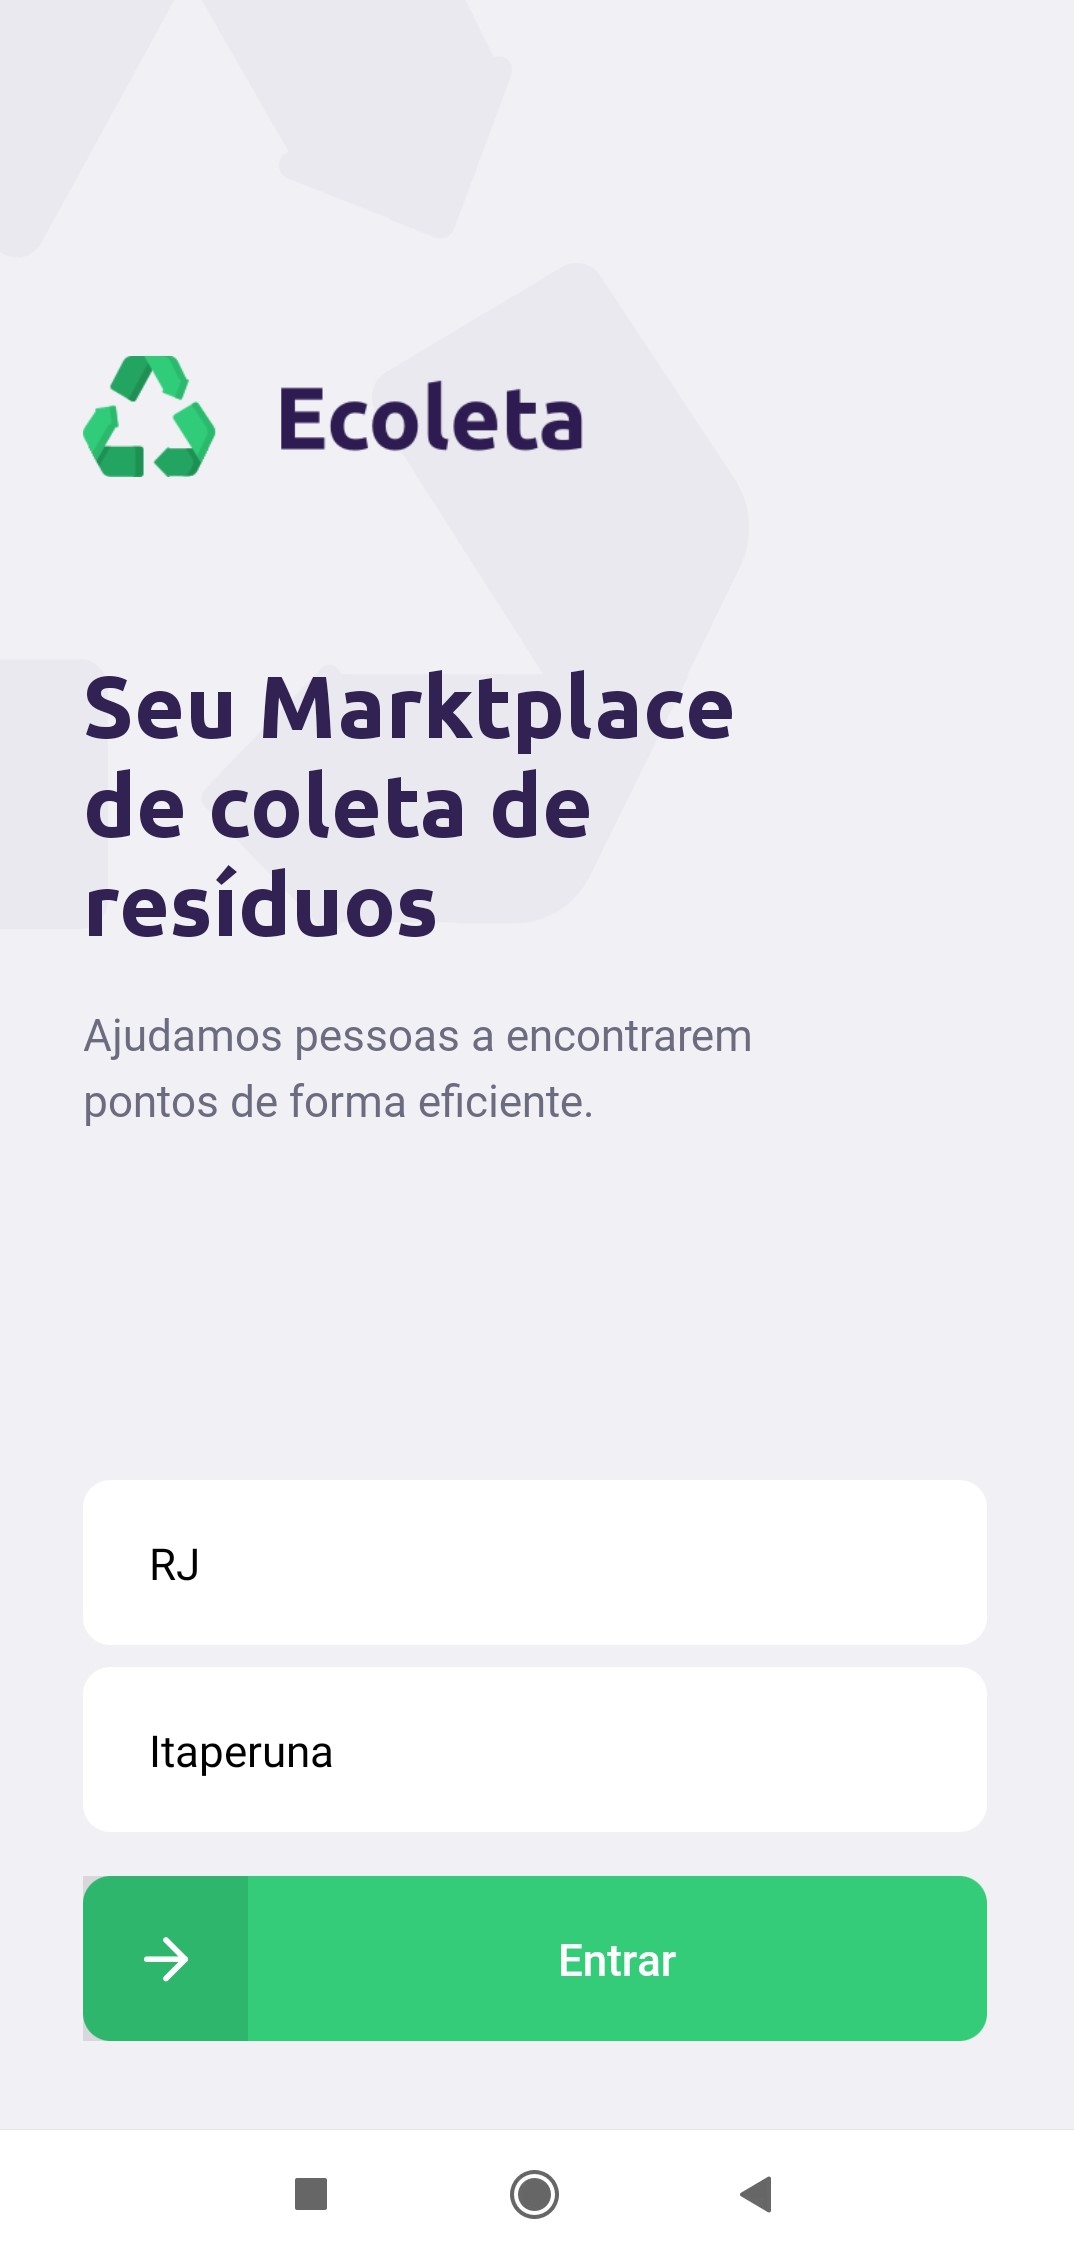 Ecoleta
Seu Marktplace
de coleta de
resíduos
Ajudamos pessoas a encontrarem
pontos de forma eficiente.
RJ
Itaperuna
Entrar